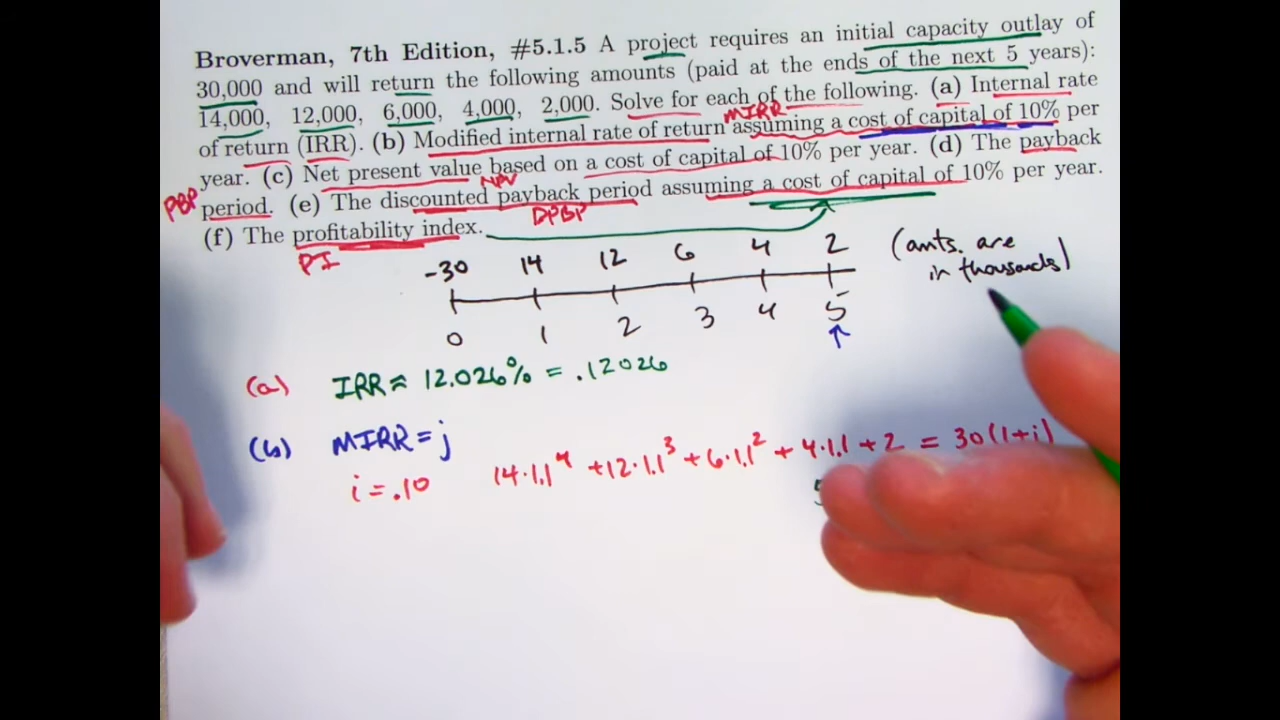 Broverman, 7th Edition, #5.1.5 A project requires an initial capacity outlay of
30,000 and will return the following amounts (paid at the ends of the next 5 years):
14,000, 12,000, 6,000, 4,000, 2,000. Solve for each of the following. (a) Internal rate
MIRR
of return (IRR). (b) Modified internal rate of return assuming a cost of capital of 10% per
year. (c) Net present value based on a cost of capital of 10% per year. (d) The payback
NPV
PBP period. (e) The discounted payback period assuming a cost of capital of 10% per year.
DPBP
(f) The profitability index.
PI
-30 14 12 6 4 2 (amts. are
in thousands)
0 1 2 3 4 5
(a) IRR ≈ 12.026% = .12026
(b) MIRR = j
i = .10 14·1.1^4 + 12·1.1^3 + 6·1.1^2 + 4·1.1 + 2 = 30(1+i)